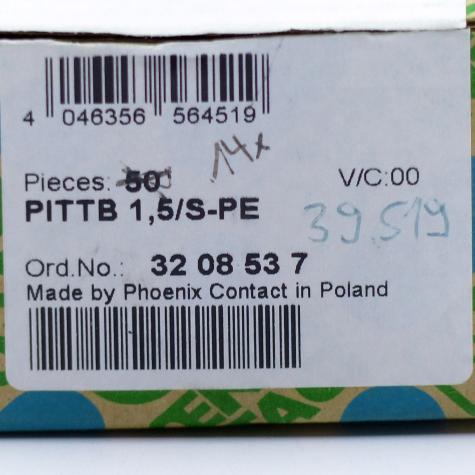 4 046356 564519
14x
Pieces: 50
V/C:00
PITTB 1,5/S-PE
39.519
Ord.No.: 32 08 53 7
Made by Phoenix Contact in Poland